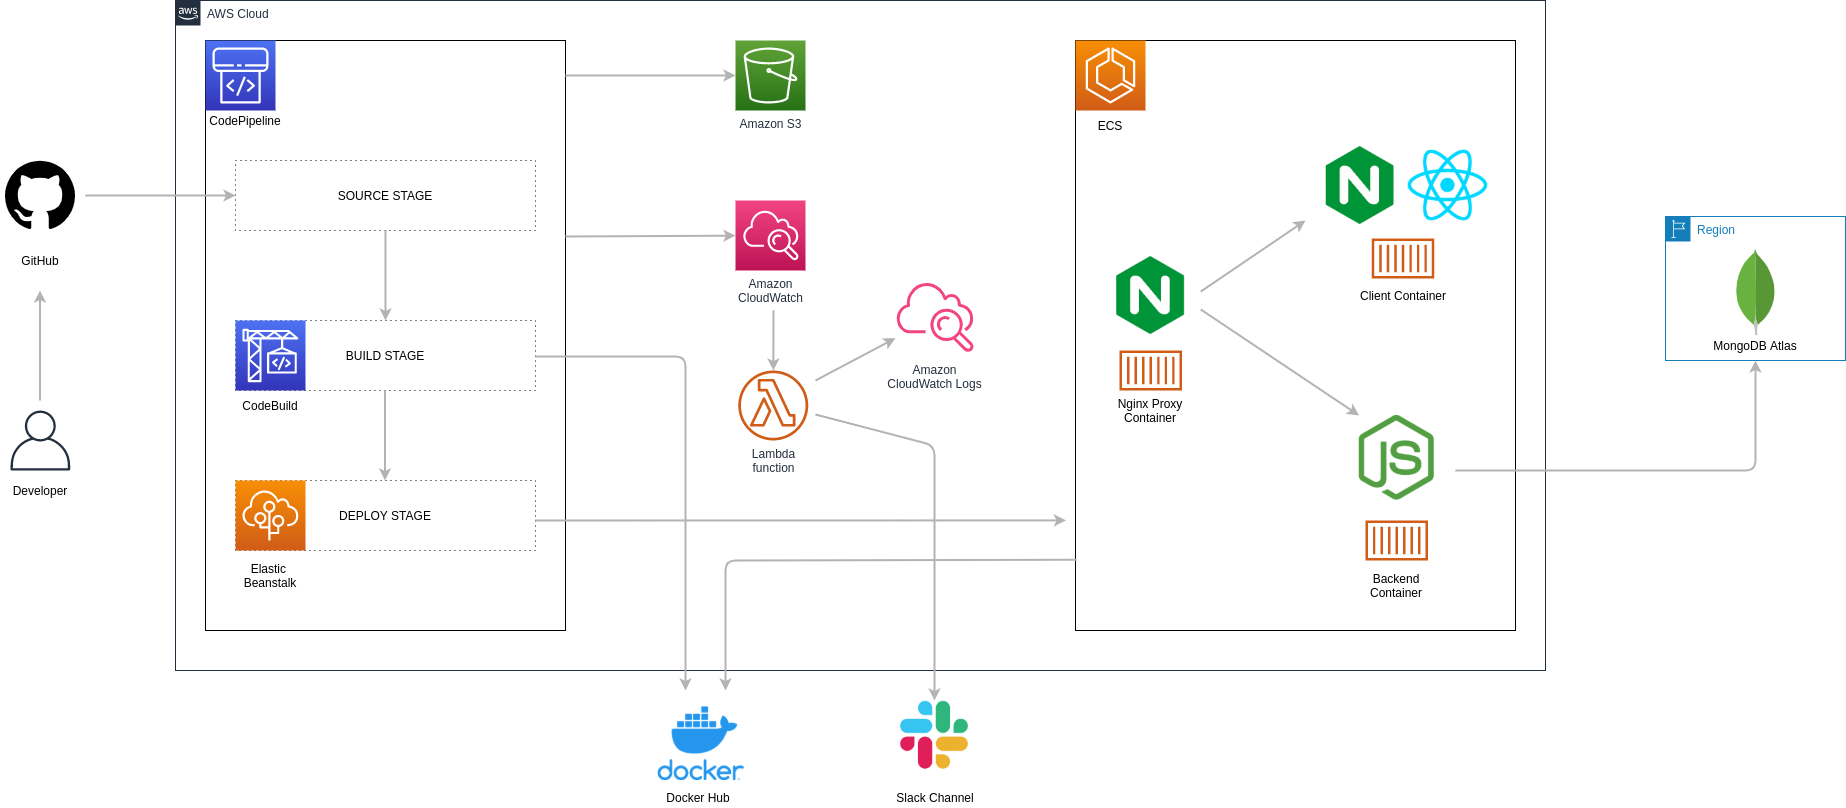 aws
AWS Cloud
CodePipeline
SOURCE STAGE
GitHub
BUILD STAGE
CodeBuild
Developer
DEPLOY STAGE
Elastic
Beanstalk
Amazon S3
Amazon
CloudWatch
Amazon
CloudWatch Logs
Lambda
function
ECS
N
Client Container
N
Nginx Proxy
Container
JS
Backend
Container
Region
MongoDB Atlas
docker
Docker Hub
Slack Channel